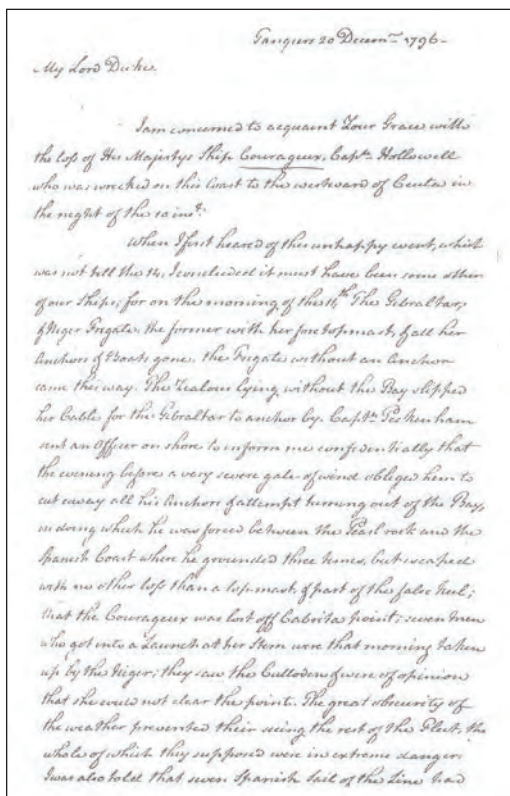 Tangiers 20 Decem.er 1796 -
My Lord Duke
I am concerned to acquaint Your Grace with
the loss of His Majestys Ship Courageux, Capt.n Hollowell
who was wrecked on this Coast to the westward of Ceuta in
the night of the 10 ins.t
When I first heard of this unhappy event, which
was not till the 14, I concluded it must have been some other
of our Ships; for on the morning of the 11.th The Gibraltar,
& Niger Frigate, the former with her foretopmast, & all her
Anchors & Boats gone, the Frigate without an Anchor
came this way. The Zealous lying without the Bay slipped
her Cable for the Gibraltar to anchor by. Capt.n Packenham
sent an Officer on shore to inform me confidentially that
the evening before a very severe gale of wind obliged him to
cut away all his Anchors & attempt turning out of the Bay,
in doing which he was forced between the Pearl rock and the
Spanish Coast where he grounded three times, but escaped
with no other loss than a topmast, & part of the false keel;
that the Courageux was lost off Cabrita point; seven men
who got into a Launch at her Stern were that morning taken
up by the Niger; they saw the Culloden & were of opinion
that she would not clear the point. The great obscurity of
the weather prevented their seeing the rest of the Fleet, the
whole of which they supposed were in extreme danger.
I was also told that seven Spanish Sail of the Line had